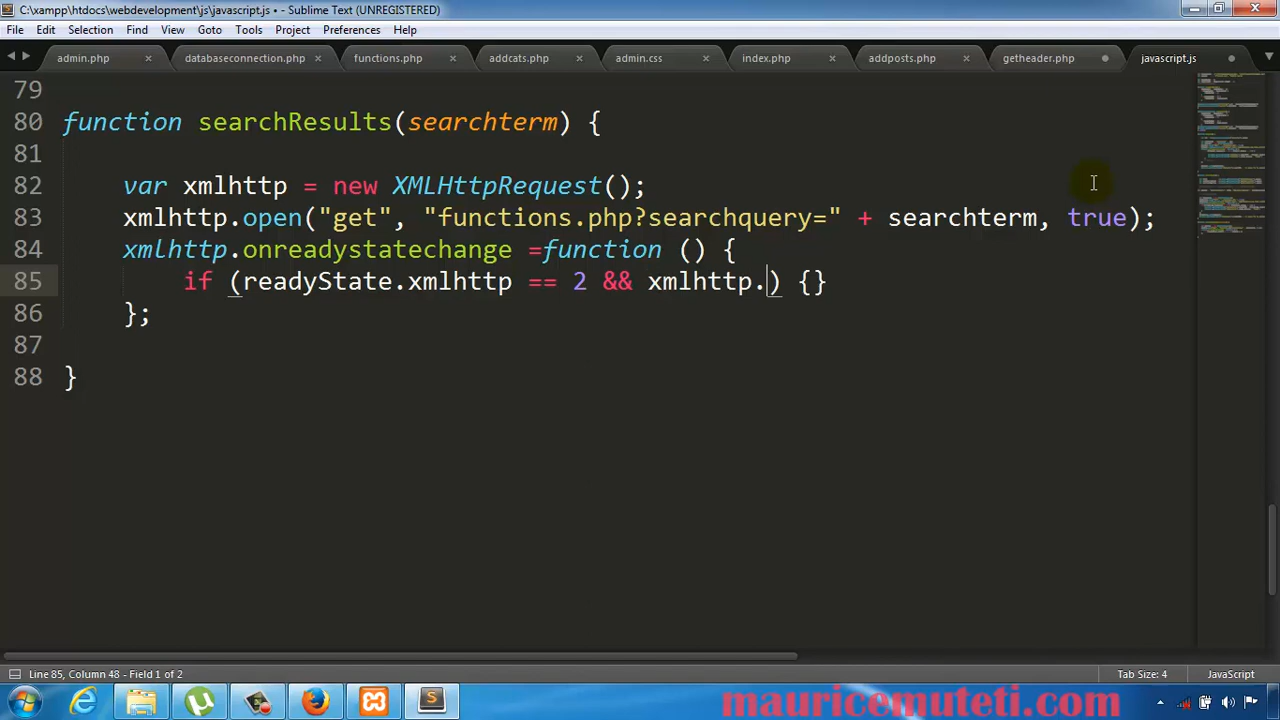 C:\xampp\htdocs\webdevelopment\js\javascript.js • - Sublime Text (UNREGISTERED)
File Edit Selection Find View Goto Tools Project Preferences Help
admin.php databaseconnection.php functions.php addcats.php admin.css index.php addposts.php getheader.php javascript.js
79
80 function searchResults(searchterm) {
81
82 var xmlhttp = new XMLHttpRequest();
83 xmlhttp.open("get", "functions.php?searchquery=" + searchterm, true);
84 xmlhttp.onreadystatechange =function () {
85 if (readyState.xmlhttp == 2 && xmlhttp.) {}
86 };
87
88 }
Line 85, Column 48 - Field 1 of 2 Tab Size: 4 JavaScript
mauricemuteti.com